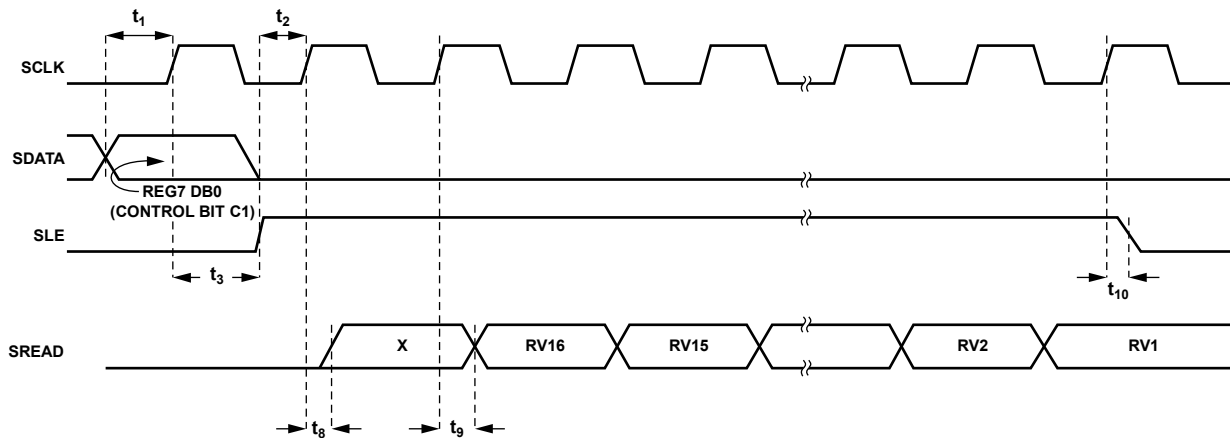 t1
t2
SCLK
SDATA
REG7 DB0
(CONTROL BIT C1)
SLE
t3
t10
SREAD
X
RV16
RV15
RV2
RV1
t8
t9